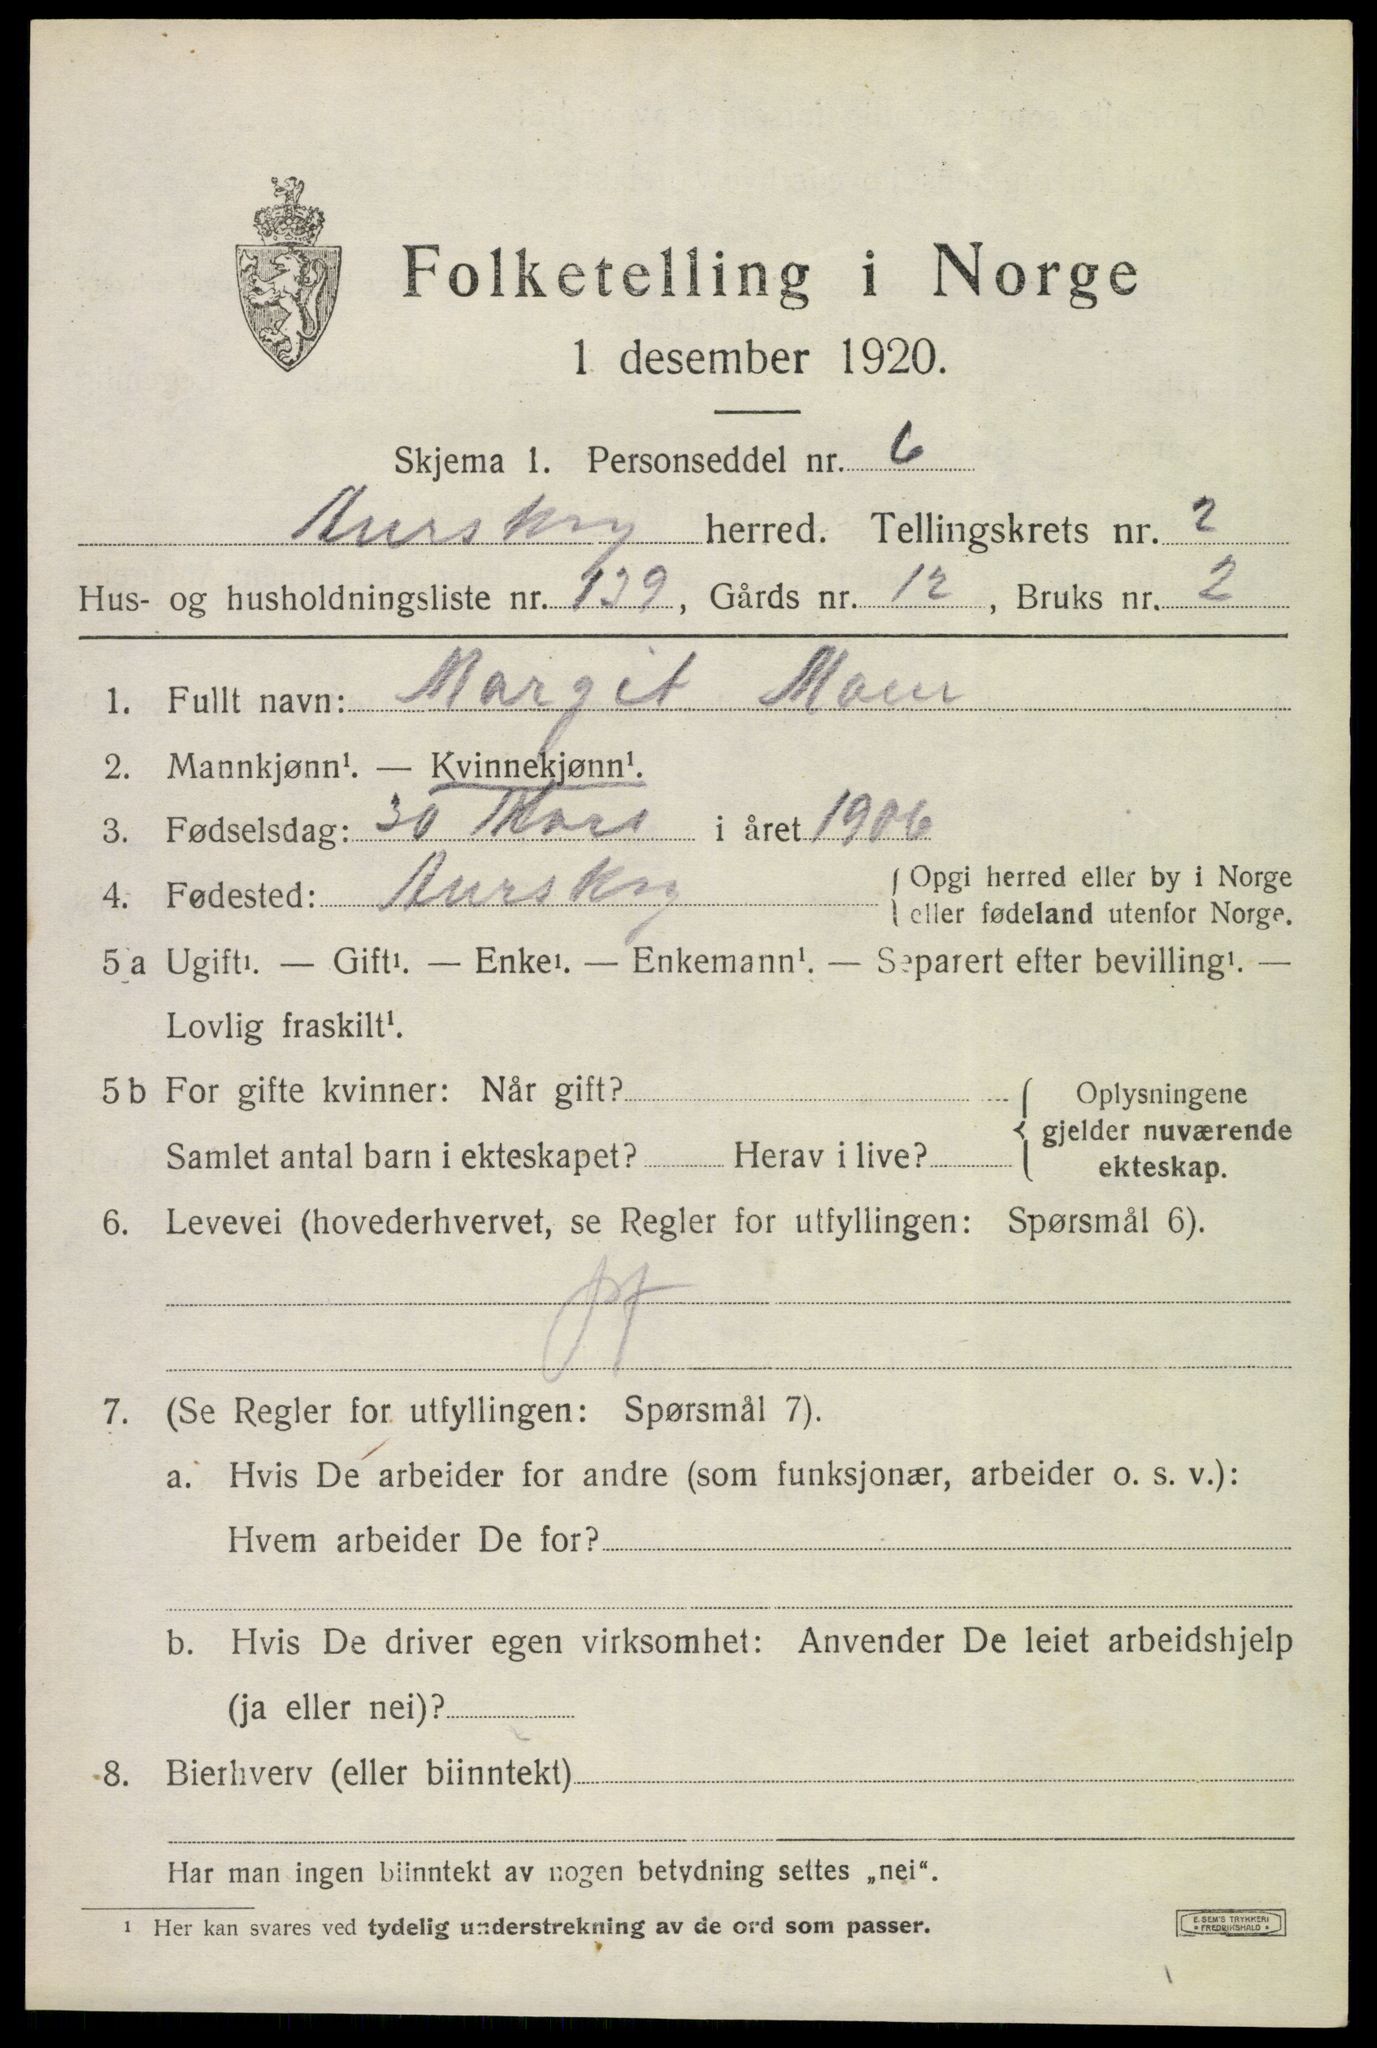 Folketelling i Norge
1 desember 1920.
Skjema 1. Personseddel nr. 6
Aurskog herred. Tellingskrets nr. 2
Hus- og husholdningsliste nr. 139, Gårds nr. 12, Bruks nr. 2
1. Fullt navn: Margit Moen
2. Mannkjønn¹. — Kvinnekjønn¹.
3. Fødselsdag: 30 Mars i året 1906
4. Fødested: Aurskog { Opgi herred eller by i Norge
eller fødeland utenfor Norge.
5 a Ugift¹. — Gift¹. — Enke¹. — Enkemann¹. — Separert efter bevilling¹. —
Lovlig fraskilt¹.
5 b For gifte kvinner: Når gift? { Oplysningene
gjelder nuværende
Samlet antal barn i ekteskapet? Herav i live? ekteskap.
6. Levevei (hovederhvervet, se Regler for utfyllingen: Spørsmål 6).
7. (Se Regler for utfyllingen: Spørsmål 7).
a. Hvis De arbeider for andre (som funksjonær, arbeider o. s. v.):
Hvem arbeider De for?
b. Hvis De driver egen virksomhet: Anvender De leiet arbeidshjelp
(ja eller nei)?
8. Bierhverv (eller biinntekt)
Har man ingen biinntekt av nogen betydning settes „nei“.
¹ Her kan svares ved tydelig understrekning av de ord som passer.
E. SEM'S TRYKKERI
FREDRIKSHALD